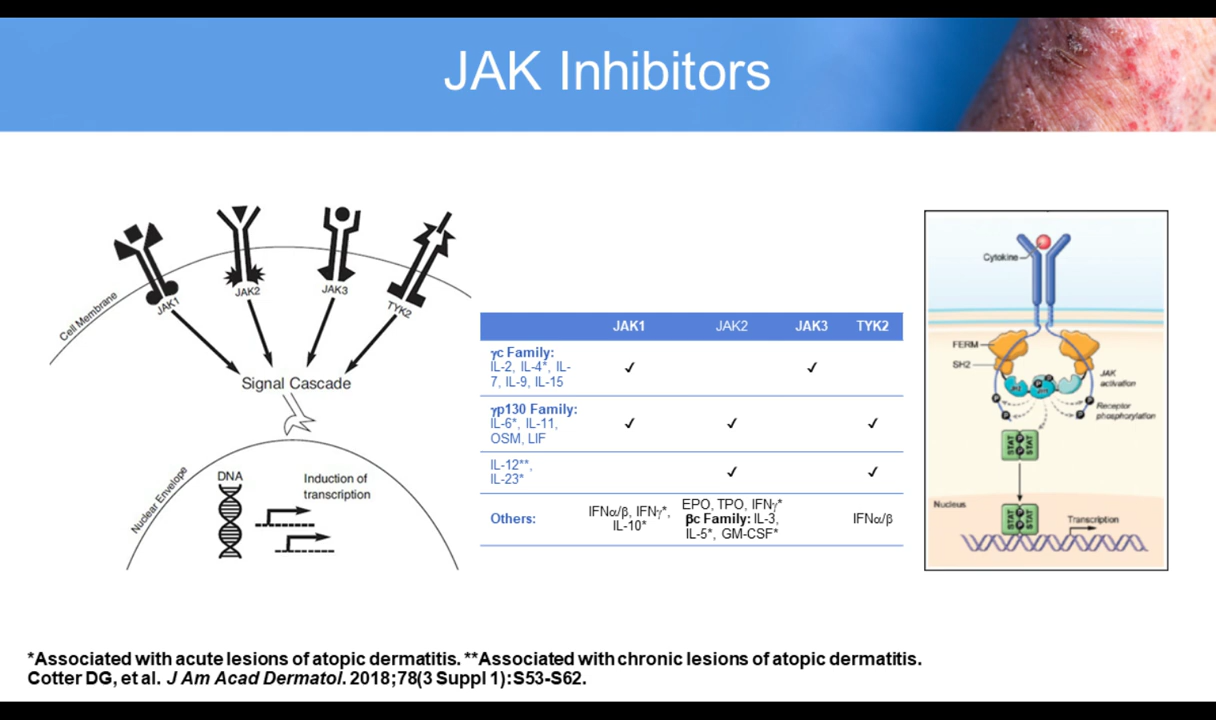 JAK Inhibitors
JAK1
JAK2
JAK3
TYK2
Cell Membrane
Signal Cascade
Nuclear Envelope
DNA
Induction of
transcription
JAK1 JAK2 JAK3 TYK2
γc Family:
IL-2, IL-4*, IL-
7, IL-9, IL-15 ✓ ✓
γp130 Family:
IL-6*, IL-11,
OSM, LIF ✓ ✓ ✓
IL-12**,
IL-23* ✓ ✓
Others:
IFNα/β, IFNγ*,
IL-10*
EPO, TPO, IFNγ*
βc Family: IL-3,
IL-5*, GM-CSF*
IFNα/β
Cytokine
FERM
SH2
JAK
activation
P
P
P
P
Receptor
phosphorylation
STAT
STAT
P
P
Nucleus
STAT
STAT
P
P
Transcription
*Associated with acute lesions of atopic dermatitis. **Associated with chronic lesions of atopic dermatitis.
Cotter DG, et al. J Am Acad Dermatol. 2018;78(3 Suppl 1):S53-S62.